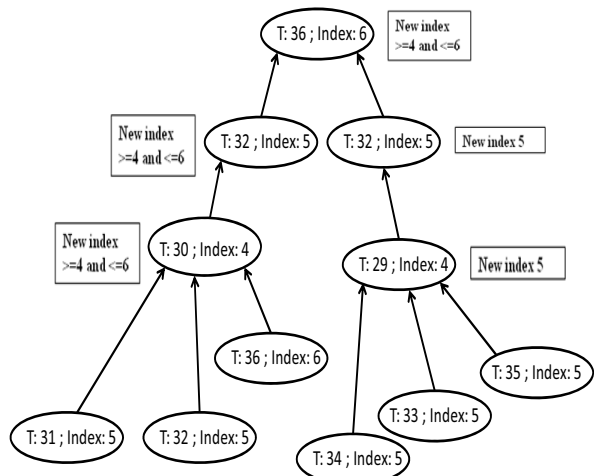 T: 36 ; Index: 6
New index
>=4 and <=6
New index
>=4 and <=6
T: 32 ; Index: 5
T: 32 ; Index: 5
New index 5
New index
>=4 and <=6
T: 30 ; Index: 4
T: 29 ; Index: 4
New index 5
T: 36 ; Index: 6
T: 35 ; Index: 5
T: 31 ; Index: 5
T: 32 ; Index: 5
T: 33 ; Index: 5
T: 34 ; Index: 5